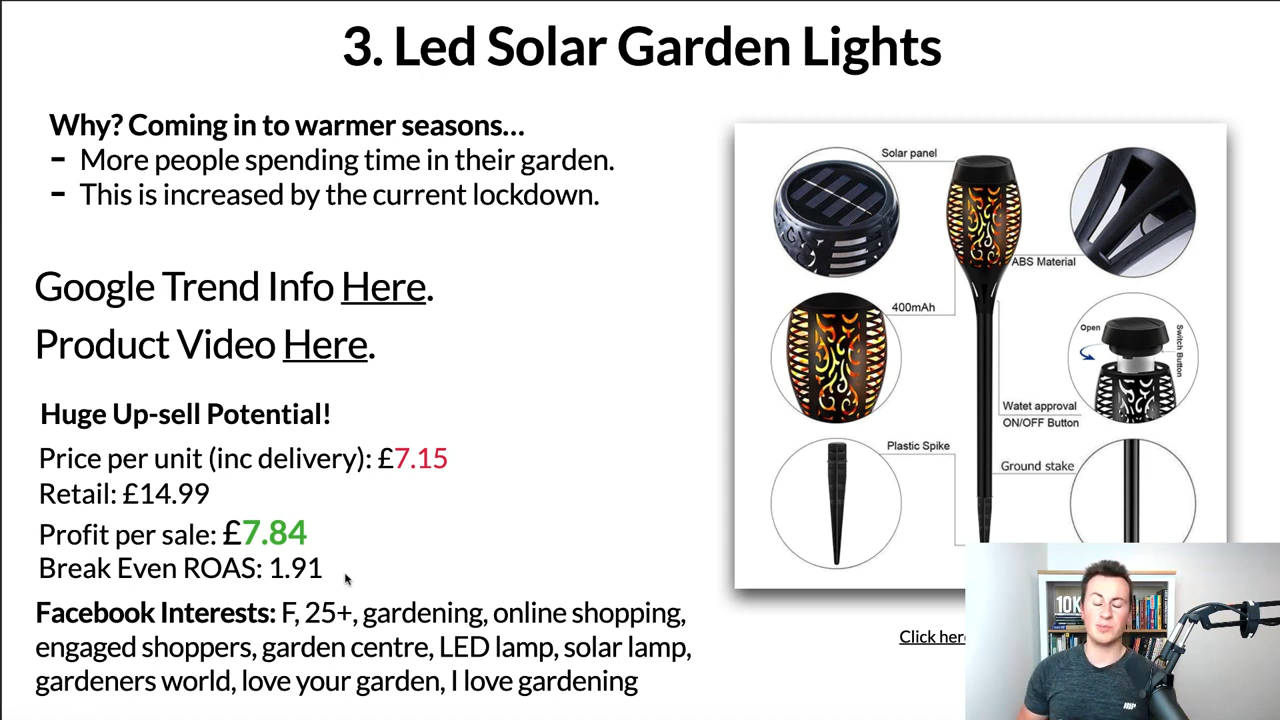 3. Led Solar Garden Lights
Why? Coming in to warmer seasons...
- More people spending time in their garden.
- This is increased by the current lockdown.
Google Trend Info Here.
Product Video Here.
Huge Up-sell Potential!
Price per unit (inc delivery): £7.15
Retail: £14.99
Profit per sale: £7.84
Break Even ROAS: 1.91
Facebook Interests: F, 25+, gardening, online shopping,
engaged shoppers, garden centre, LED lamp, solar lamp,
gardeners world, love your garden, I love gardening
Solar panel
ABS Material
400mAh
Open
Switch Button
Watet approval
ON/OFF Button
Plastic Spike
Ground stake
Click here
10K